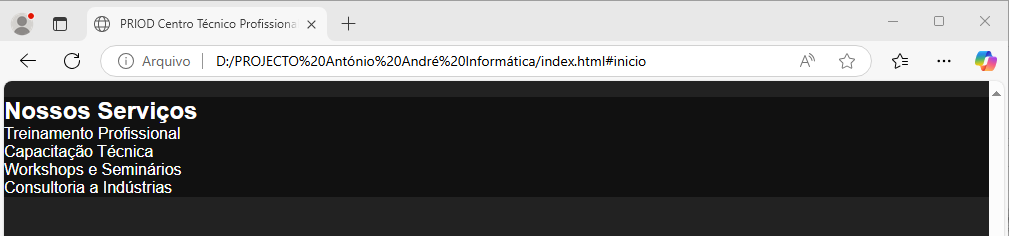 PRIOD Centro Técnico Profissiona
Arquivo D:/PROJECTO%20António%20André%20Informática/index.html#inicio
Nossos Serviços
Treinamento Profissional
Capacitação Técnica
Workshops e Seminários
Consultoria a Indústrias